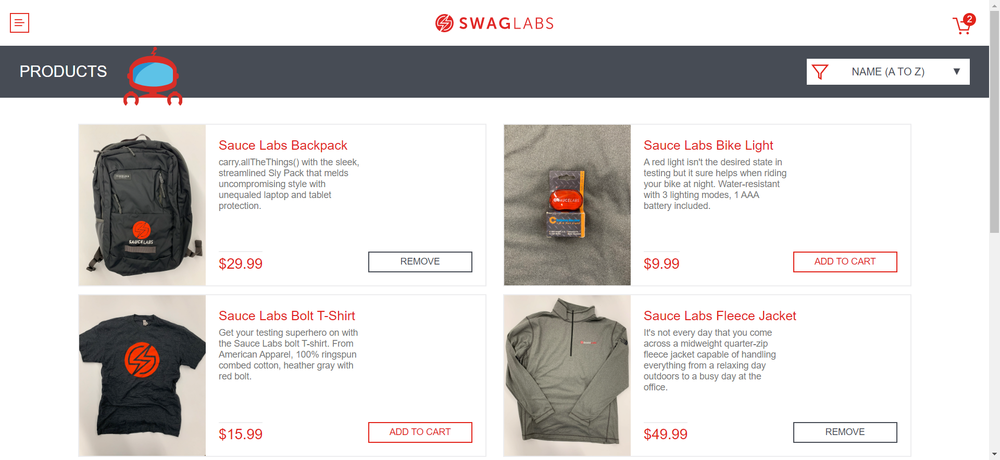 SWAGLABS
2
PRODUCTS
NAME (A TO Z)
Sauce Labs Backpack
carry.allTheThings() with the sleek,
streamlined Sly Pack that melds
uncompromising style with
unequaled laptop and tablet
protection.
$29.99
REMOVE
SAUCELABS
Sauce Labs Bike Light
A red light isn't the desired state in
testing but it sure helps when riding
your bike at night. Water-resistant
with 3 lighting modes, 1 AAA
battery included.
$9.99
ADD TO CART
SAUCELABS
Sauce Labs Bolt T-Shirt
Get your testing superhero on with
the Sauce Labs bolt T-shirt. From
American Apparel, 100% ringspun
combed cotton, heather gray with
red bolt.
$15.99
ADD TO CART
Sauce Labs Fleece Jacket
It's not every day that you come
across a midweight quarter-zip
fleece jacket capable of handling
everything from a relaxing day
outdoors to a busy day at the
office.
$49.99
REMOVE